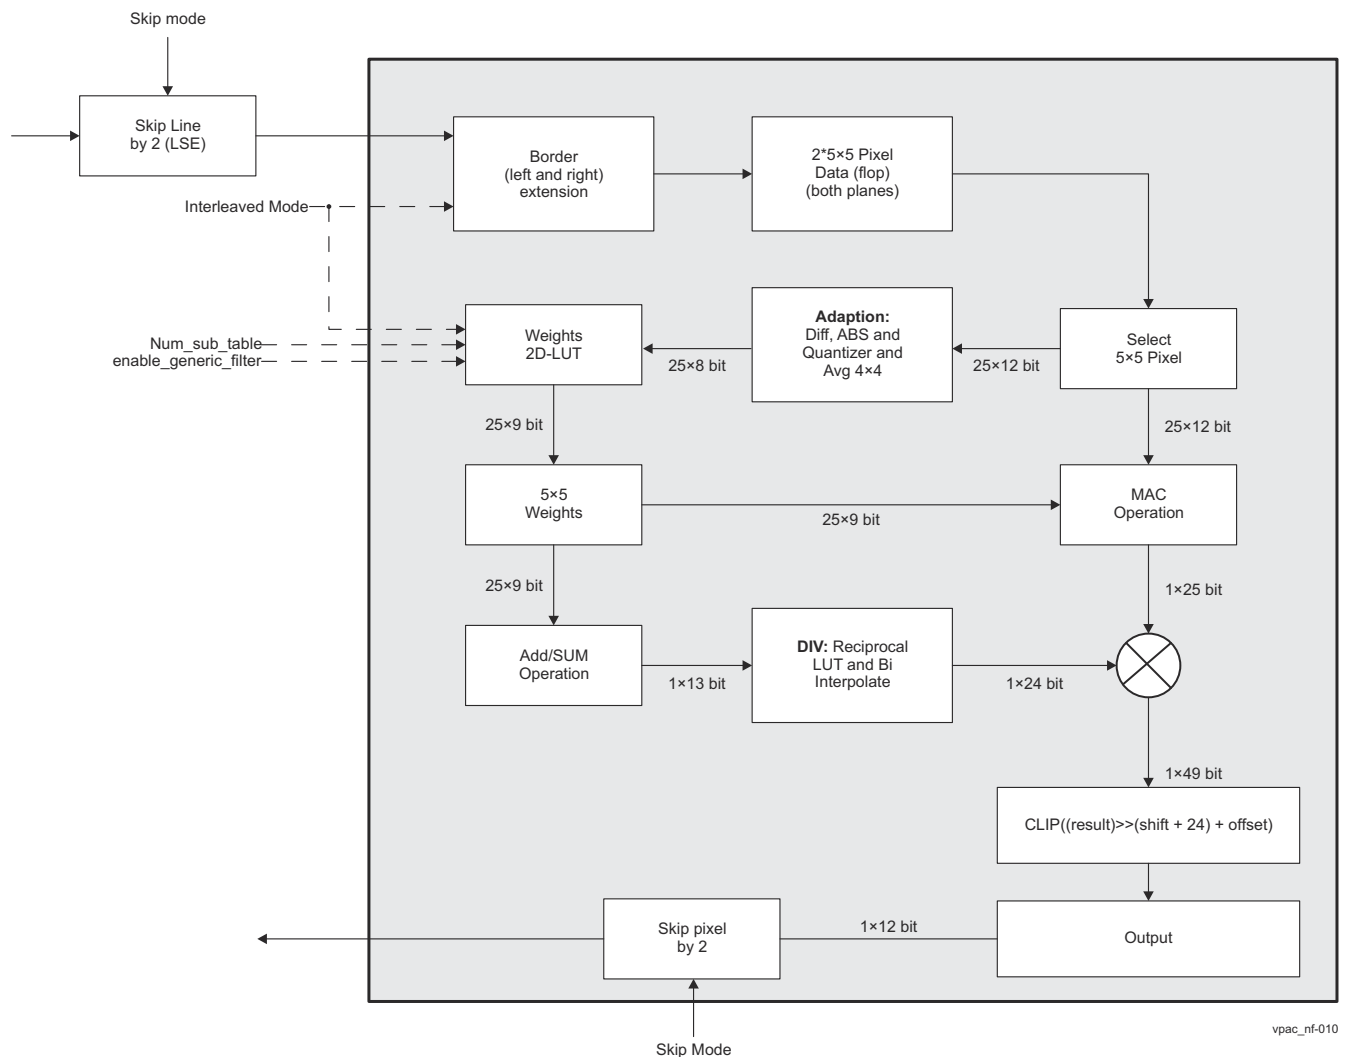 Skip mode
Skip Line
by 2 (LSE)
Border
(left and right)
extension
2*5×5 Pixel
Data (flop)
(both planes)
Interleaved Mode
Adaption:
Diff, ABS and
Quantizer and
Avg 4×4
Weights
2D-LUT
Select
5×5 Pixel
Num_sub_table
enable_generic_filter
25×8 bit
25×12 bit
25×9 bit
25×12 bit
5×5
Weights
MAC
Operation
25×9 bit
25×9 bit
1×25 bit
Add/SUM
Operation
DIV: Reciprocal
LUT and Bi
Interpolate
1×13 bit
1×24 bit
1×49 bit
CLIP((result)>>(shift + 24) + offset)
Skip pixel
by 2
1×12 bit
Output
vpac_nf-010
Skip Mode